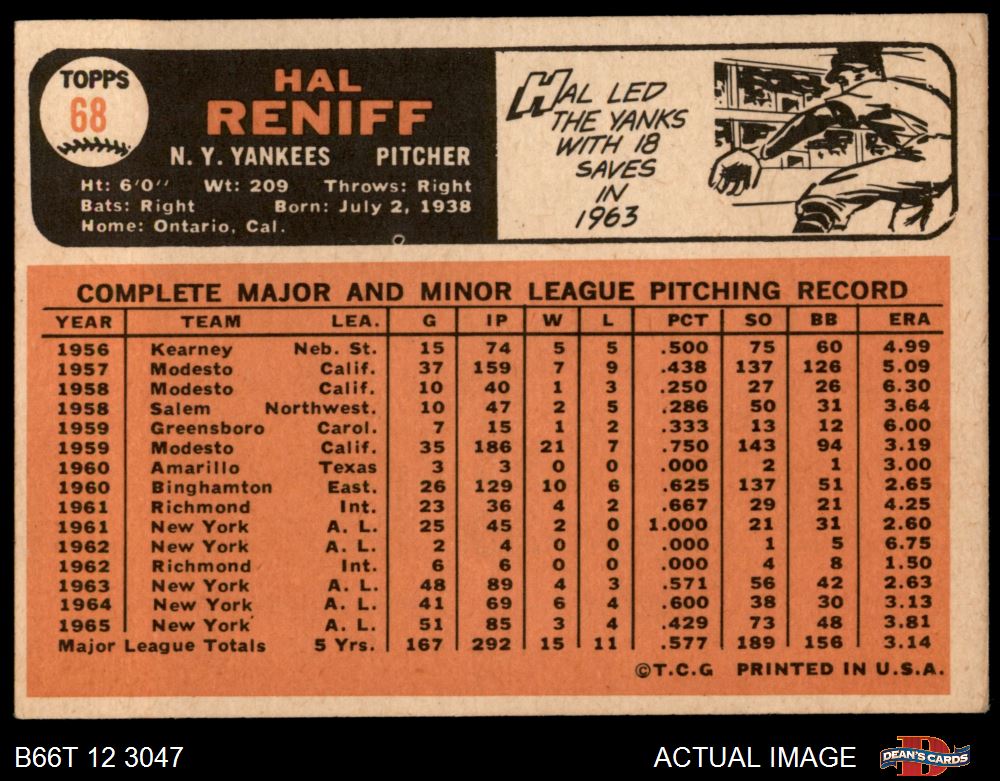 TOPPS
68
HAL
RENIFF
N. Y. YANKEES PITCHER
Ht: 6'0" Wt: 209 Throws: Right
Bats: Right Born: July 2, 1938
Home: Ontario, Cal.
HAL LED
THE YANKS
WITH 18
SAVES
IN
1963
COMPLETE MAJOR AND MINOR LEAGUE PITCHING RECORD
YEAR TEAM LEA. G IP W L PCT SO BB ERA
1956 Kearney Neb. St. 15 74 5 5 .500 75 60 4.99
1957 Modesto Calif. 37 159 7 9 .438 137 126 5.09
1958 Modesto Calif. 10 40 1 3 .250 27 26 6.30
1958 Salem Northwest. 10 47 2 5 .286 50 31 3.64
1959 Greensboro Carol. 7 15 1 2 .333 13 12 6.00
1959 Modesto Calif. 35 186 21 7 .750 143 94 3.19
1960 Amarillo Texas 3 3 0 0 .000 2 1 3.00
1960 Binghamton East. 26 129 10 6 .625 137 51 2.65
1961 Richmond Int. 23 36 4 2 .667 29 21 4.25
1961 New York A. L. 25 45 2 0 1.000 21 31 2.60
1962 New York A. L. 2 4 0 0 .000 1 5 6.75
1962 Richmond Int. 6 6 0 0 .000 4 8 1.50
1963 New York A. L. 48 89 4 3 .571 56 42 2.63
1964 New York A. L. 41 69 6 4 .600 38 30 3.13
1965 New York A. L. 51 85 3 4 .429 73 48 3.81
Major League Totals 5 Yrs. 167 292 15 11 .577 189 156 3.14
©T.C.G PRINTED IN U.S.A.
B66T 12 3047 ACTUAL IMAGE DEAN'S CARDS